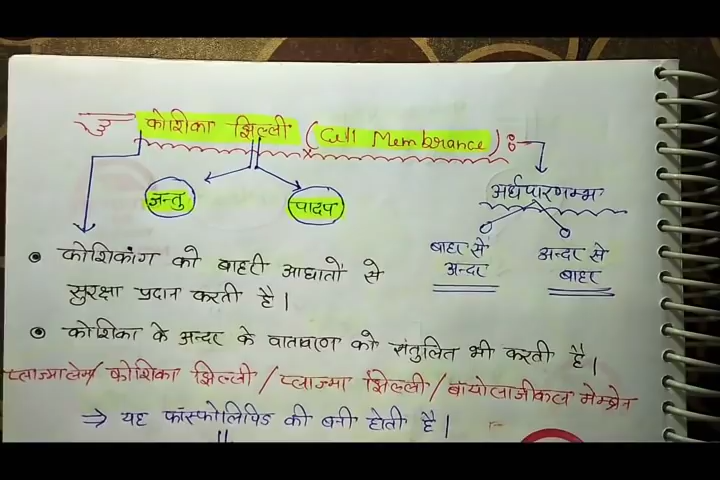 कोशिका झिल्ली (Cell Membrance) :
जन्तु
पादप
अर्धपारगम्भ
बाहर से
अन्दर
अन्दर से
बाहर
• कोशिकांग को बाहरी आघातों से
सुरक्षा प्रदान करती है।
• कोशिका के अन्दर के वातावरण को संतुलित भी करती है।
प्लाज्मालेमा/ कोशिका झिल्ली / प्लाज्मा झिल्ली / बायोलाजीकल मेम्ब्रेन
⇒ यह फॉस्फोलिपिड की बनी होती है।